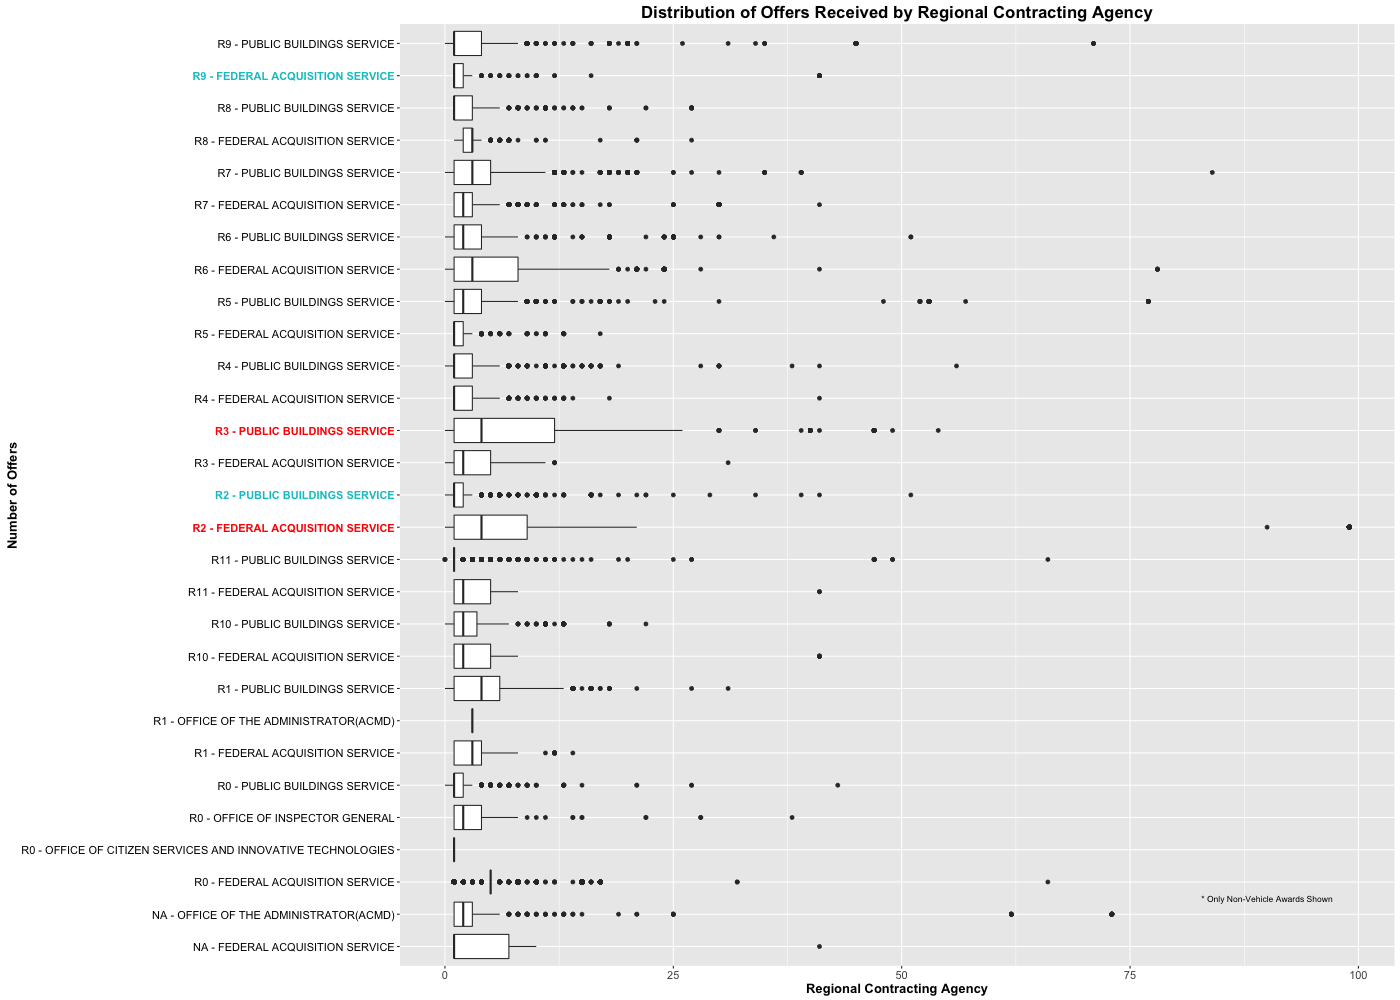 Distribution of Offers Received by Regional Contracting Agency
Number of Offers
R9 - PUBLIC BUILDINGS SERVICE
R9 - FEDERAL ACQUISITION SERVICE
R8 - PUBLIC BUILDINGS SERVICE
R8 - FEDERAL ACQUISITION SERVICE
R7 - PUBLIC BUILDINGS SERVICE
R7 - FEDERAL ACQUISITION SERVICE
R6 - PUBLIC BUILDINGS SERVICE
R6 - FEDERAL ACQUISITION SERVICE
R5 - PUBLIC BUILDINGS SERVICE
R5 - FEDERAL ACQUISITION SERVICE
R4 - PUBLIC BUILDINGS SERVICE
R4 - FEDERAL ACQUISITION SERVICE
R3 - PUBLIC BUILDINGS SERVICE
R3 - FEDERAL ACQUISITION SERVICE
R2 - PUBLIC BUILDINGS SERVICE
R2 - FEDERAL ACQUISITION SERVICE
R11 - PUBLIC BUILDINGS SERVICE
R11 - FEDERAL ACQUISITION SERVICE
R10 - PUBLIC BUILDINGS SERVICE
R10 - FEDERAL ACQUISITION SERVICE
R1 - PUBLIC BUILDINGS SERVICE
R1 - OFFICE OF THE ADMINISTRATOR(ACMD)
R1 - FEDERAL ACQUISITION SERVICE
R0 - PUBLIC BUILDINGS SERVICE
R0 - OFFICE OF INSPECTOR GENERAL
R0 - OFFICE OF CITIZEN SERVICES AND INNOVATIVE TECHNOLOGIES
R0 - FEDERAL ACQUISITION SERVICE
* Only Non-Vehicle Awards Shown
NA - OFFICE OF THE ADMINISTRATOR(ACMD)
NA - FEDERAL ACQUISITION SERVICE
0 25 50 75 100
Regional Contracting Agency